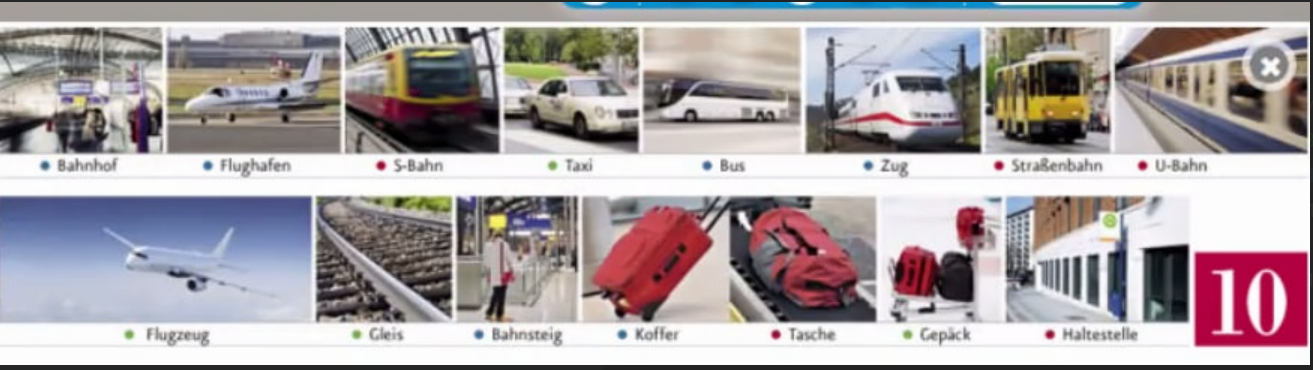 Bahnhof Flughafen S-Bahn Taxi Bus Zug Straßenbahn U-Bahn
Flugzeug Gleis Bahnsteig Koffer Tasche Gepäck Haltestelle
10